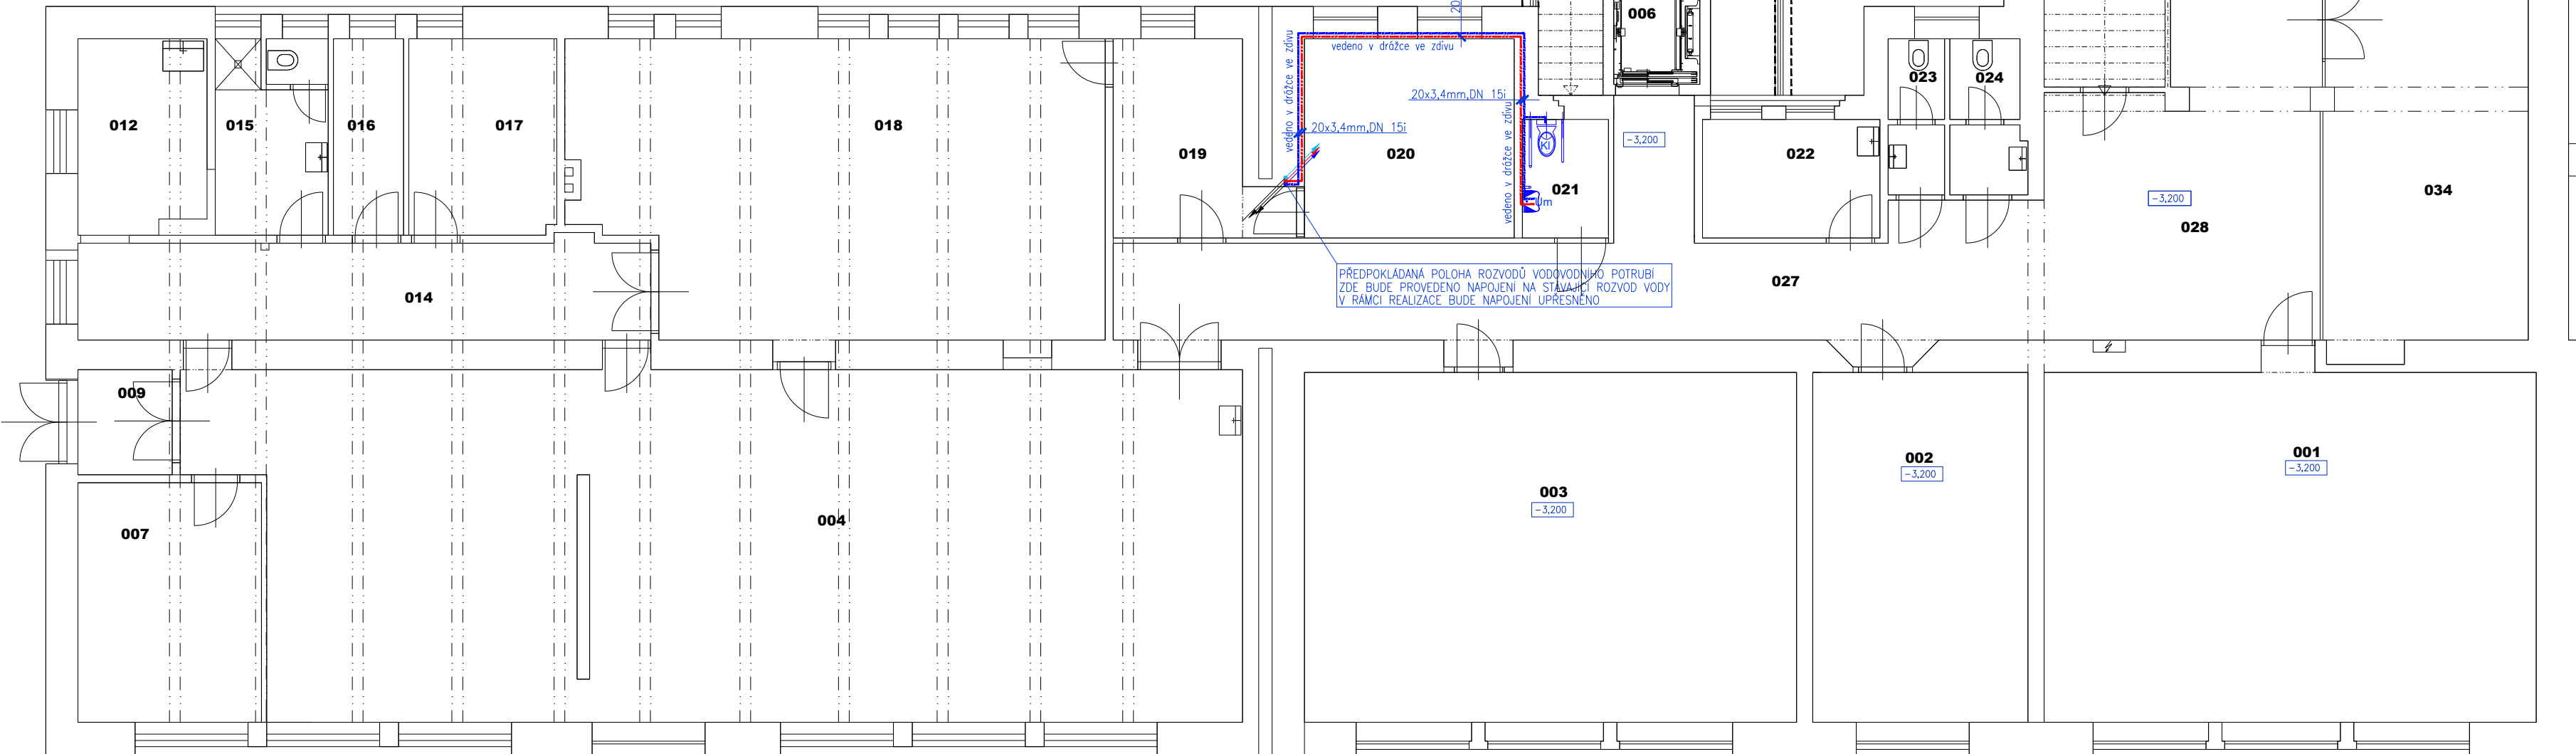 20
006
vedeno v drážce ve zdivu
vedeno v drážce ve zdivu
023
024
20x3,4mm,DN 15i
012
015
016
017
018
20x3,4mm,DN 15i
vedeno v drážce ve zdivu
-3,200
019
020
Kl
022
021
Um
-3,200
034
028
PŘEDPOKLÁDANÁ POLOHA ROZVODŮ VODOVODNÍHO POTRUBÍ
ZDE BUDE PROVEDENO NAPOJENÍ NA STÁVAJÍCÍ ROZVOD VODY
V RÁMCI REALIZACE BUDE NAPOJENÍ UPŘESNĚNO
027
014
009
001
-3,200
002
-3,200
003
-3,200
004
007